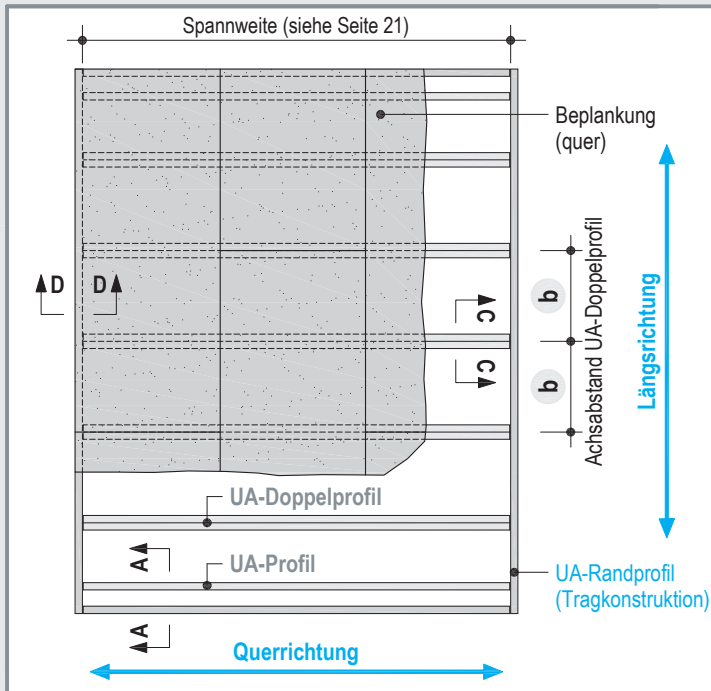 Spannweite (siehe Seite 21)
Beplankung
(quer)
D
D
C
C
b
b
Achsabstand UA-Doppelprofil
Längsrichtung
UA-Doppelprofil
A
UA-Profil
A
UA-Randprofil
(Tragkonstruktion)
Querrichtung